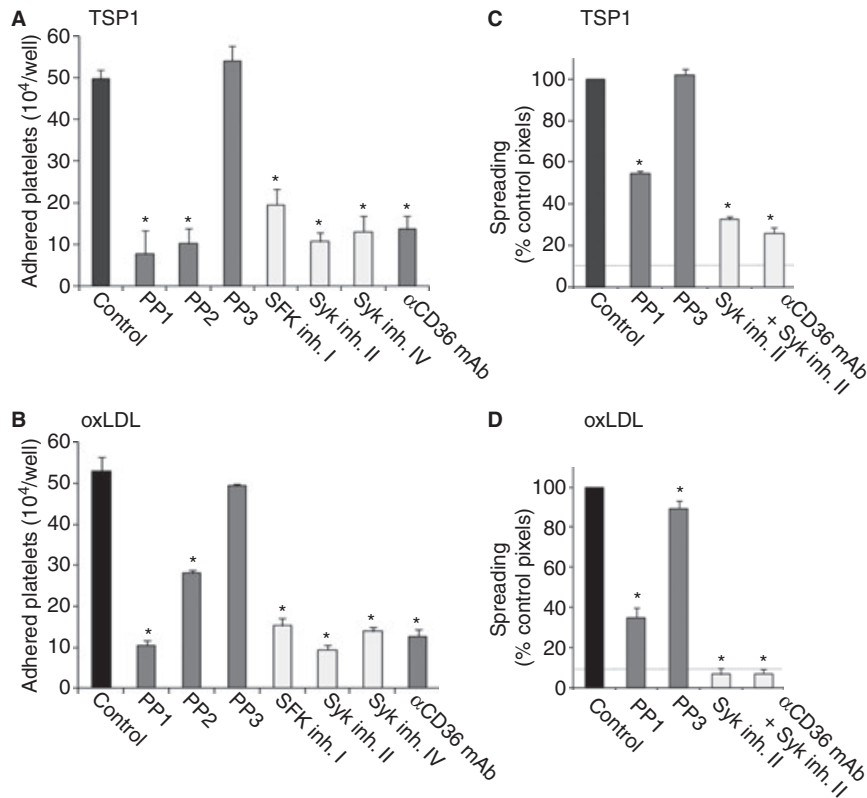 A TSP1
Adhered platelets (10⁴/well)
60
50
40
30
20
10
0
* * * * * *
Control
PP1
PP2
PP3
SFK inh. I
Syk inh. II
Syk inh. IV
αCD36 mAb
C TSP1
Spreading
(% control pixels)
100
80
60
40
20
0
* * *
Control
PP1
PP3
Syk inh. II
αCD36 mAb
+ Syk inh. II
B oxLDL
Adhered platelets (10⁴/well)
60
50
40
30
20
10
0
* * * * * *
Control
PP1
PP2
PP3
SFK inh. I
Syk inh. II
Syk inh. IV
αCD36 mAb
D oxLDL
Spreading
(% control pixels)
100
80
60
40
20
0
* * * *
Control
PP1
PP3
Syk inh. II
αCD36 mAb
+ Syk inh. II